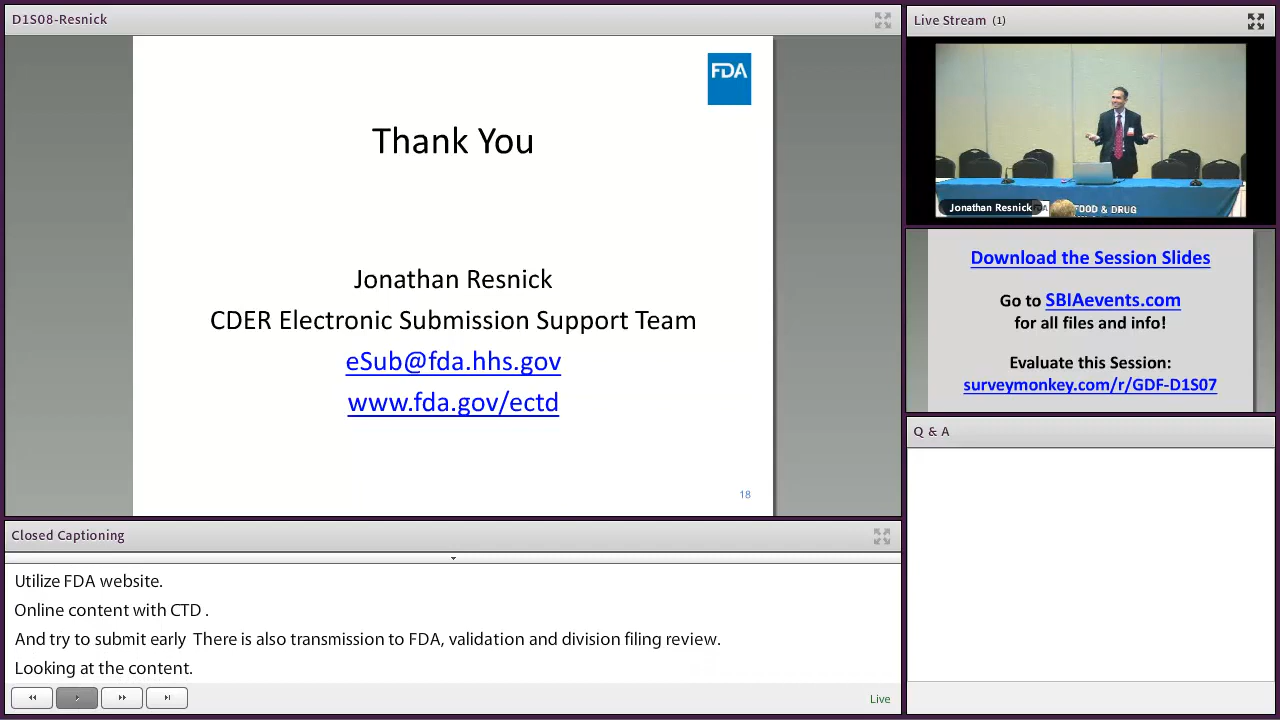 D1S08-Resnick
FDA
Thank You
Jonathan Resnick
CDER Electronic Submission Support Team
eSub@fda.hhs.gov
www.fda.gov/ectd
18
Closed Captioning
Utilize FDA website.
Online content with CTD .
And try to submit early There is also transmission to FDA, validation and division filing review.
Looking at the content.
Live
Live Stream (1)
Jonathan Resnick
FOOD & DRUG
Download the Session Slides
Go to SBIAevents.com
for all files and info!
Evaluate this Session:
surveymonkey.com/r/GDF-D1S07
Q & A